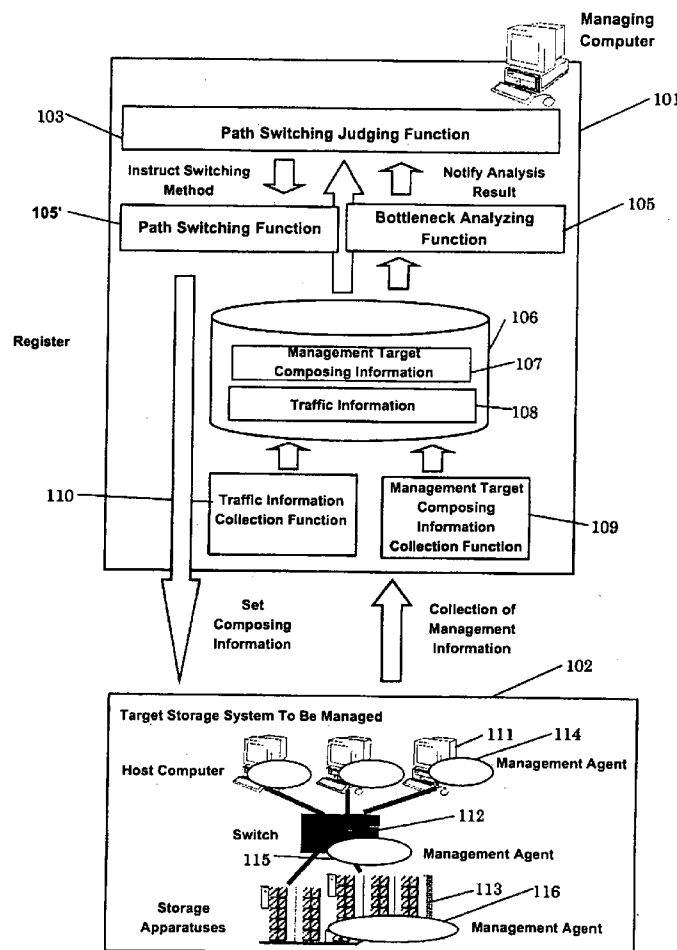 Managing
Computer
101
103
Path Switching Judging Function
Instruct Switching
Method
Notify Analysis
Result
105'
Path Switching Function
Bottleneck Analyzing
Function
105
Register
106
Management Target
Composing Information
107
Traffic Information
108
110
Traffic Information
Collection Function
Management Target
Composing
Information
Collection Function
109
Set
Composing
Information
Collection of
Management
Information
102
Target Storage System To Be Managed
111
114
Host Computer
Management Agent
112
Switch
115
Management Agent
113
116
Storage
Apparatuses
Management Agent